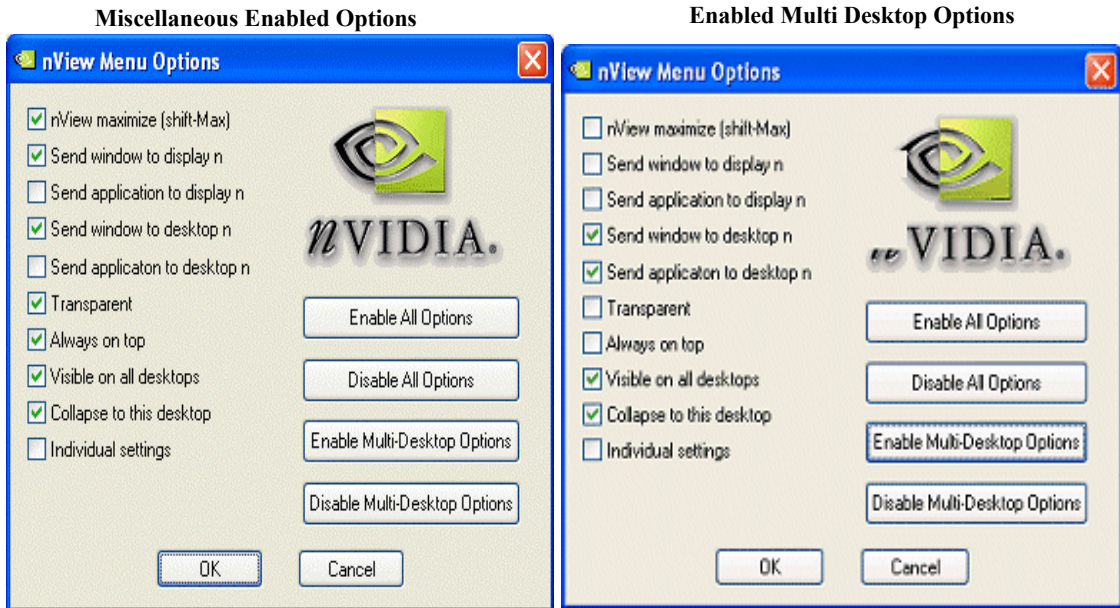 Miscellaneous Enabled Options
nView Menu Options
nView maximize (shift-Max)
Send window to display n
Send application to display n
Send window to desktop n
Send applicaton to desktop n
Transparent
Always on top
Visible on all desktops
Collapse to this desktop
Individual settings
nVIDIA.
Enable All Options
Disable All Options
Enable Multi-Desktop Options
Disable Multi-Desktop Options
OK
Cancel
Enabled Multi Desktop Options
nView Menu Options
nView maximize (shift-Max)
Send window to display n
Send application to display n
Send window to desktop n
Send applicaton to desktop n
Transparent
Always on top
Visible on all desktops
Collapse to this desktop
Individual settings
nVIDIA.
Enable All Options
Disable All Options
Enable Multi-Desktop Options
Disable Multi-Desktop Options
OK
Cancel